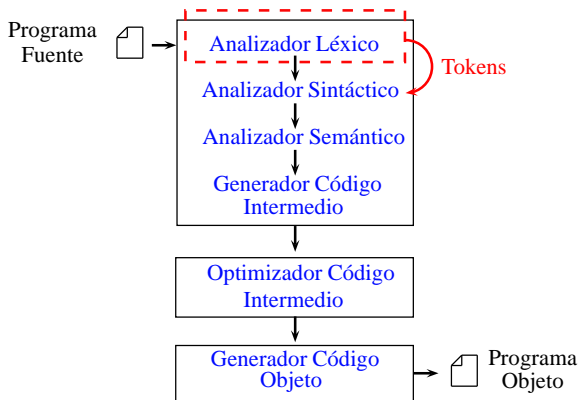 Programa
Fuente
Analizador Léxico
Tokens
Analizador Sintáctico
Analizador Semántico
Generador Código
Intermedio
Optimizador Código
Intermedio
Generador Código
Objeto
Programa
Objeto